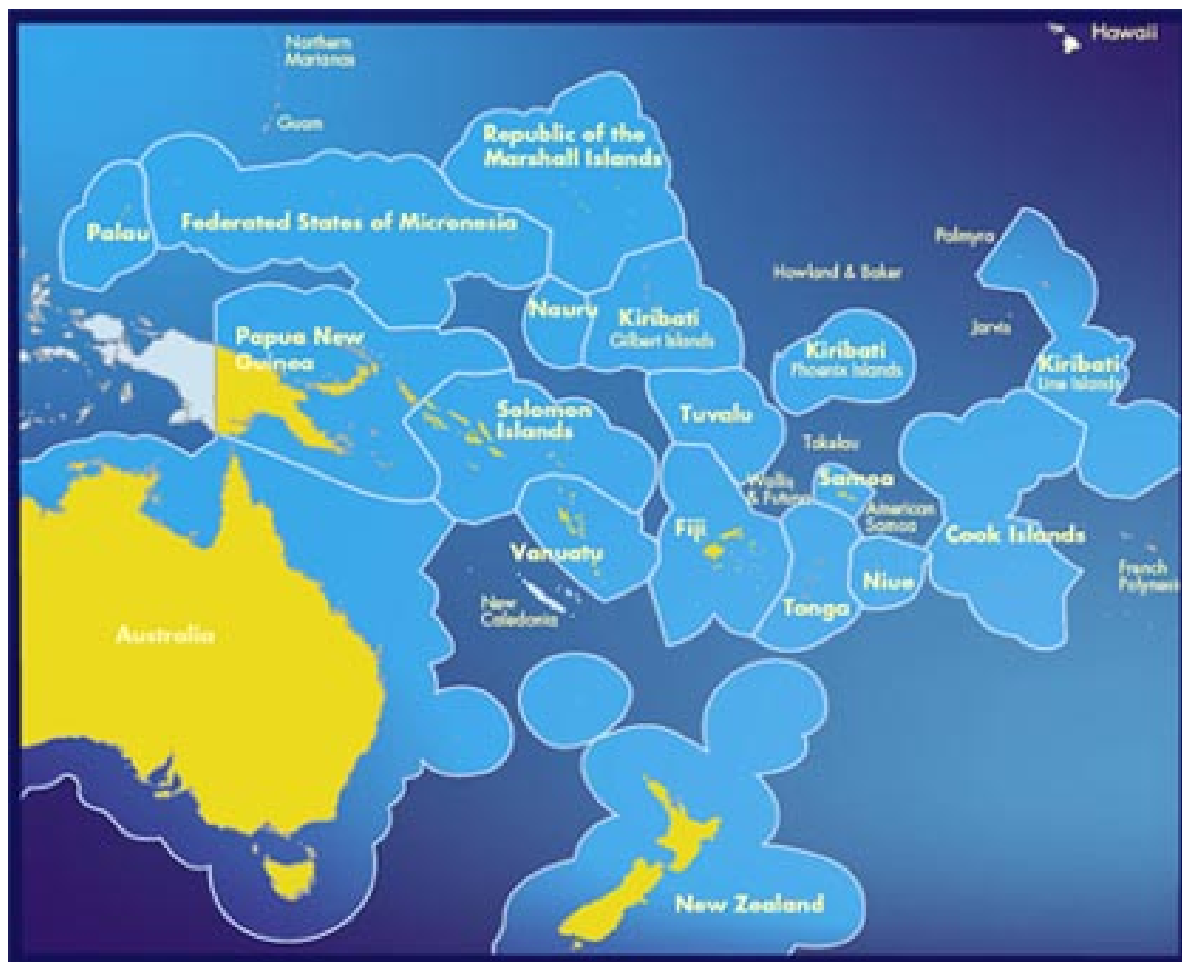 Hawaii
Northern
Marianas
Guam
Republic of the
Marshall Islands
Palau
Federated States of Micronesia
Palmyra
Howland & Baker
Nauru
Kiribati
Gilbert Islands
Jarvis
Papua New
Guinea
Kiribati
Phoenix Islands
Kiribati
Line Islands
Solomon
Islands
Tuvalu
Tokelau
Wallis
& Futuna
Samoa
American
Samoa
Fiji
Cook Islands
Vanuatu
Niue
French
Polynesi
New
Caledonia
Tonga
Australia
New Zealand